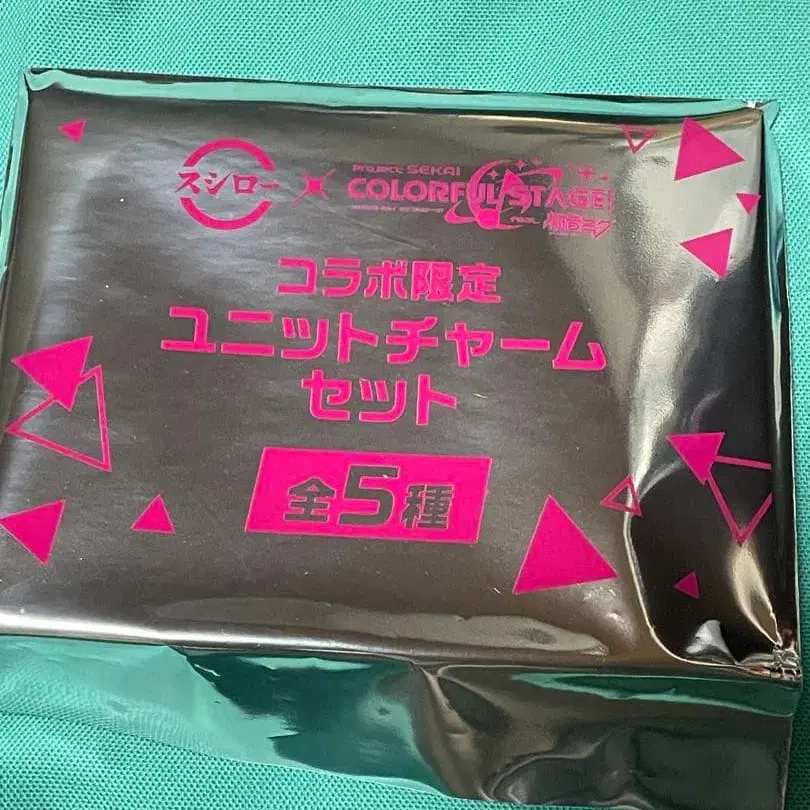 スシロー × PROJECT SEKAI
COLORFUL STAGE!
feat. 初音ミク
コラボ限定
ユニットチャーム
セット
全5種